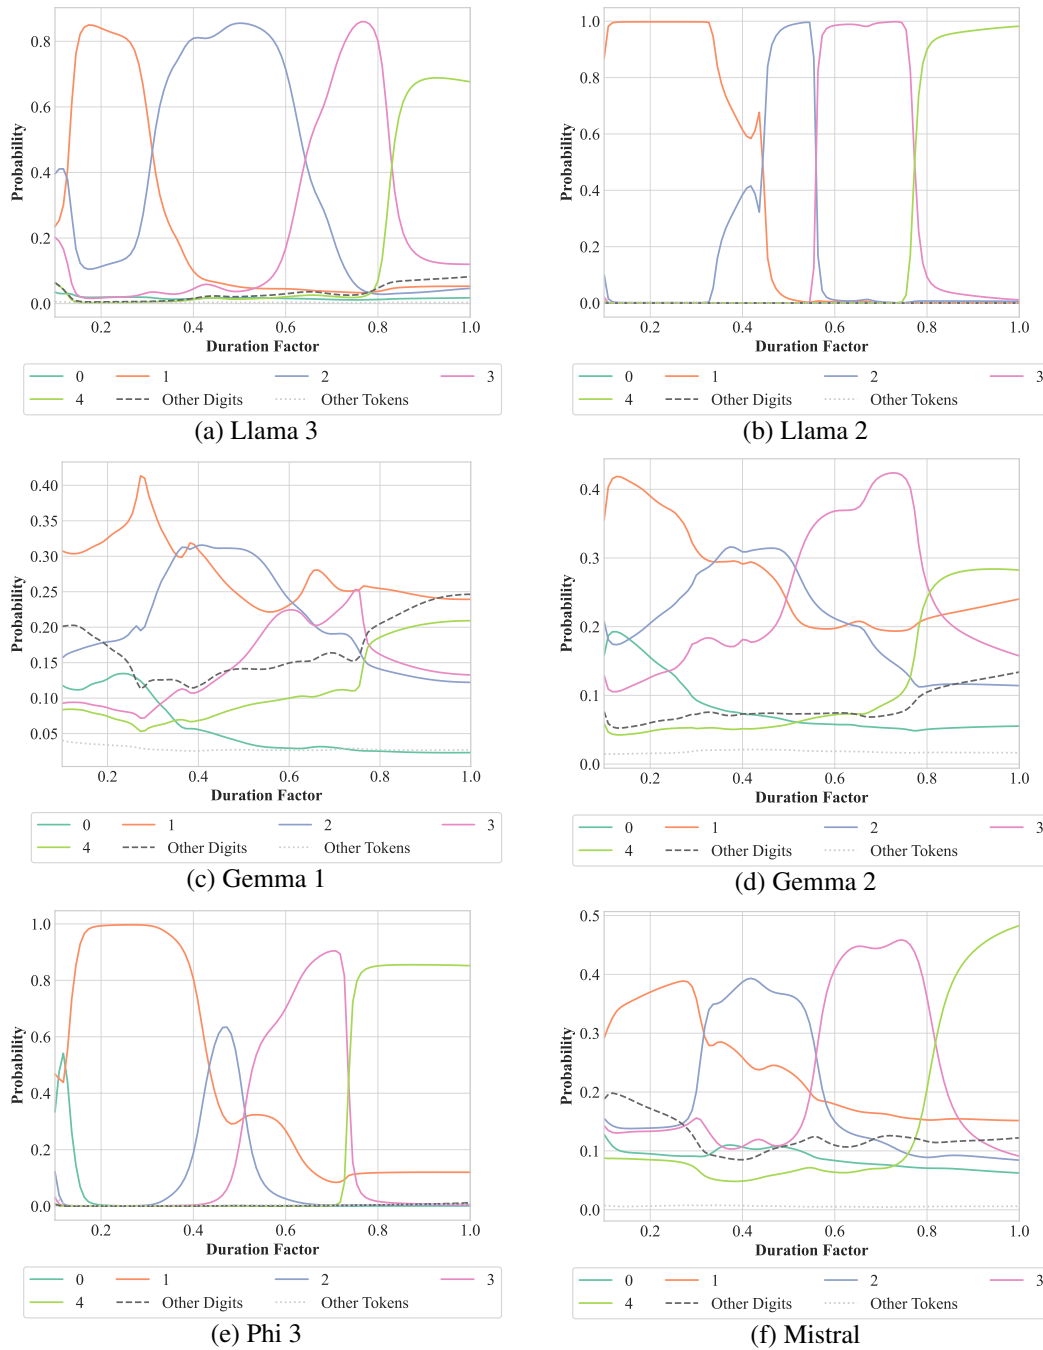 0.8
0.6
0.4
0.2
0.0
Probability
0.2 0.4 0.6 0.8 1.0
Duration Factor
0 1 2 3
4 Other Digits Other Tokens
(a) Llama 3
1.0
0.8
0.6
0.4
0.2
0.0
Probability
0.2 0.4 0.6 0.8 1.0
Duration Factor
0 1 2 3
4 Other Digits Other Tokens
(b) Llama 2
0.40
0.35
0.30
0.25
0.20
0.15
0.10
0.05
Probability
0.2 0.4 0.6 0.8 1.0
Duration Factor
0 1 2 3
4 Other Digits Other Tokens
(c) Gemma 1
0.4
0.3
0.2
0.1
0.0
Probability
0.2 0.4 0.6 0.8 1.0
Duration Factor
0 1 2 3
4 Other Digits Other Tokens
(d) Gemma 2
1.0
0.8
0.6
0.4
0.2
0.0
Probability
0.2 0.4 0.6 0.8 1.0
Duration Factor
0 1 2 3
4 Other Digits Other Tokens
(e) Phi 3
0.5
0.4
0.3
0.2
0.1
0.0
Probability
0.2 0.4 0.6 0.8 1.0
Duration Factor
0 1 2 3
4 Other Digits Other Tokens
(f) Mistral